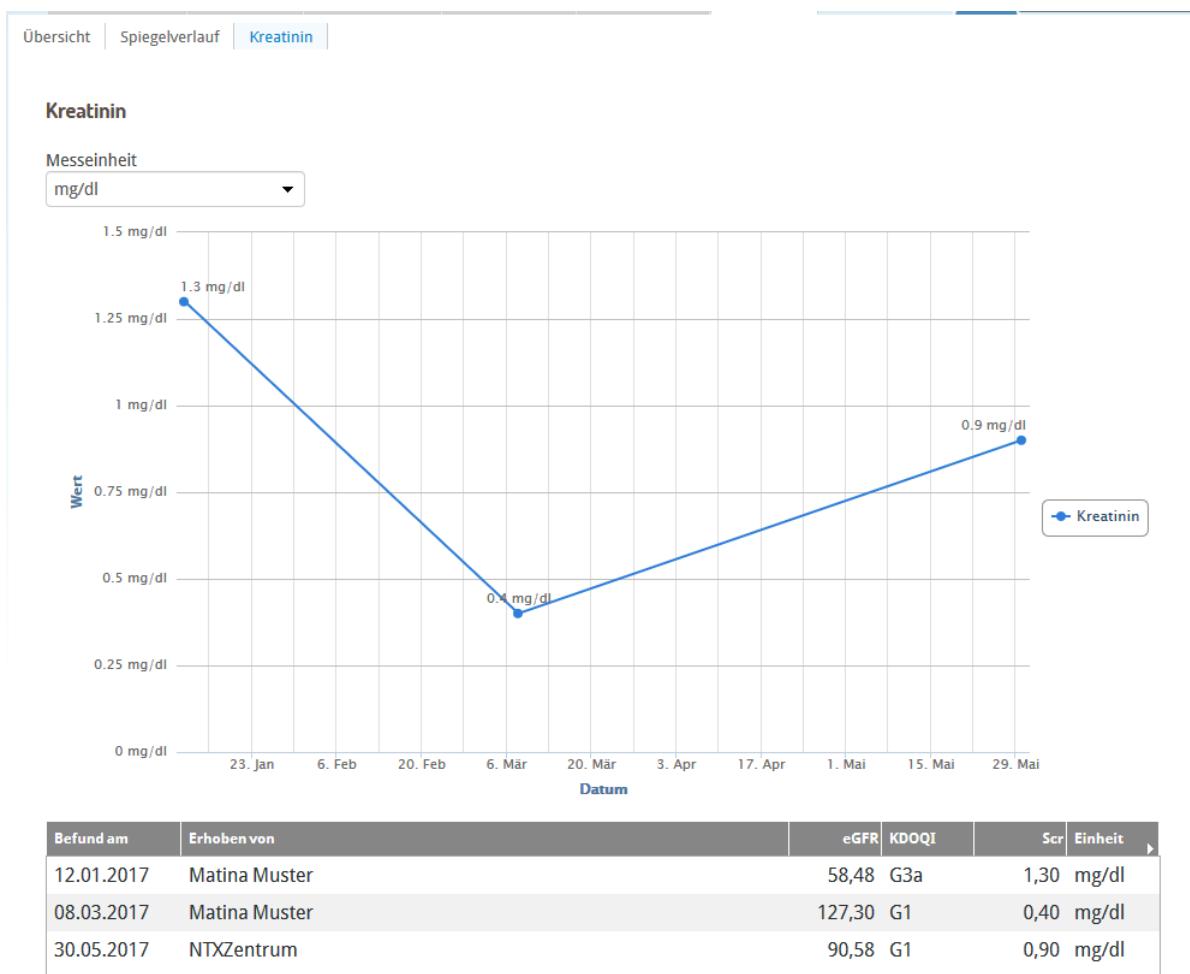 Übersicht Spiegelverlauf Kreatinin
Kreatinin
Messeinheit
mg/dl
1.5 mg/dl
1.3 mg/dl
1.25 mg/dl
1 mg/dl
0.9 mg/dl
Wert
0.75 mg/dl
Kreatinin
0.5 mg/dl
0.4 mg/dl
0.25 mg/dl
0 mg/dl
23. Jan 6. Feb 20. Feb 6. Mär 20. Mär 3. Apr 17. Apr 1. Mai 15. Mai 29. Mai
Datum
Befund am Erhoben von eGFR KDOQI Scr Einheit
12.01.2017 Matina Muster 58,48 G3a 1,30 mg/dl
08.03.2017 Matina Muster 127,30 G1 0,40 mg/dl
30.05.2017 NTXZentrum 90,58 G1 0,90 mg/dl